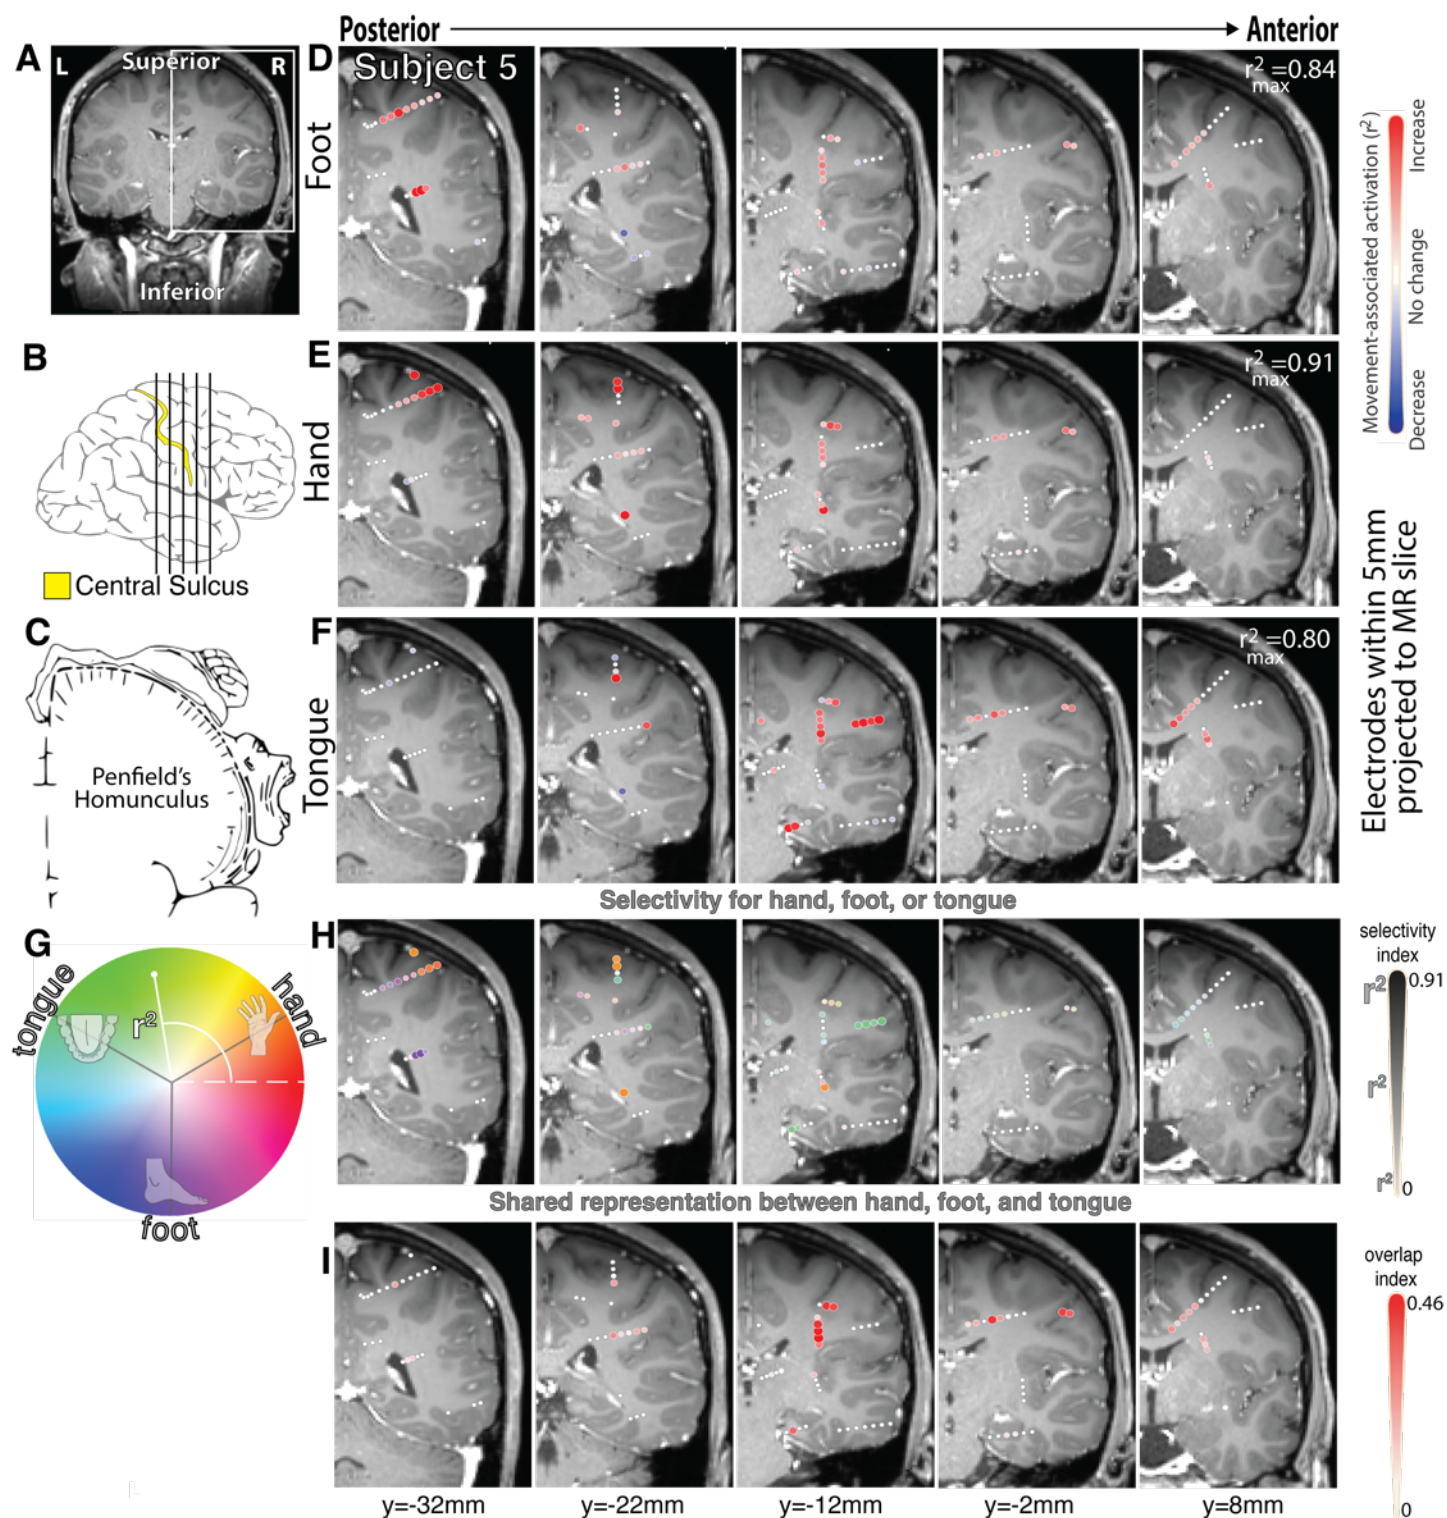 Posterior
Anterior
A
L
Superior
R
Inferior
D
Subject 5
Foot
r² max =0.84
B
Central Sulcus
E
Hand
r² max =0.91
C
Penfield's
Homunculus
F
Tongue
r² max =0.80
Movement-associated activation (r²)
Increase
No change
Decrease
Electrodes within 5mm
projected to MR slice
Selectivity for hand, foot, or tongue
G
tongue
hand
r²
foot
H
selectivity
index
r²
0.91
r²
r²
0
Shared representation between hand, foot, and tongue
I
overlap
index
0.46
0
y=-32mm
y=-22mm
y=-12mm
y=-2mm
y=8mm